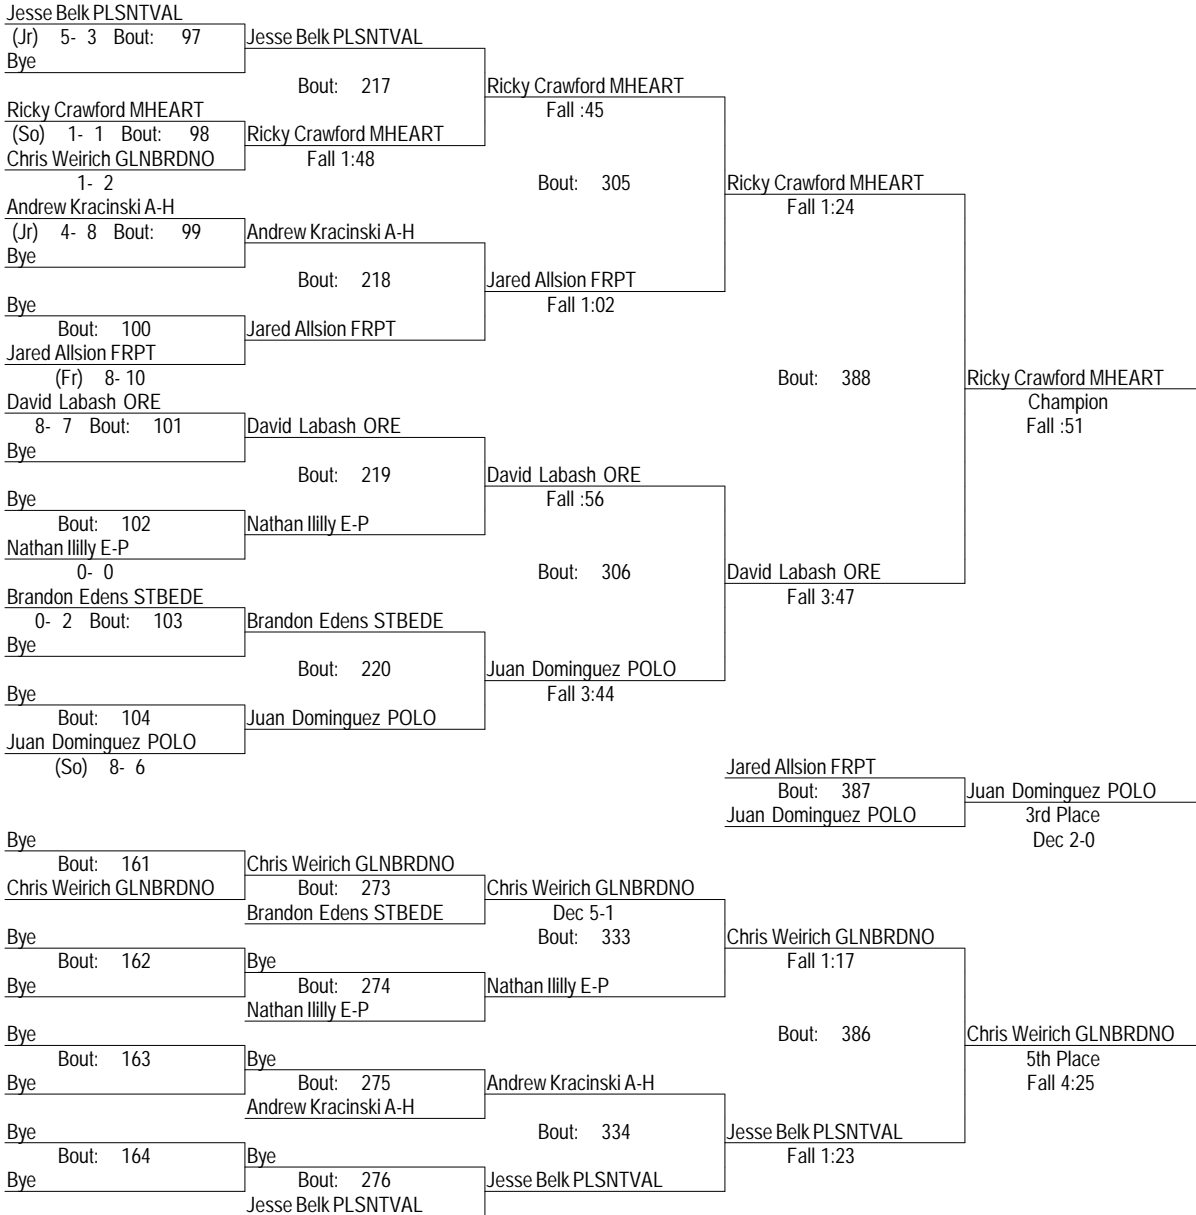 Jesse Belk PLSNTVAL
(Jr) 5- 3 Bout: 97 Jesse Belk PLSNTVAL
Bye
Bout: 217 Ricky Crawford MHEART
Ricky Crawford MHEART Fall :45
(So) 1- 1 Bout: 98 Ricky Crawford MHEART
Chris Weirich GLNBRDNO Fall 1:48
1- 2 Bout: 305 Ricky Crawford MHEART
Andrew Kracinski A-H Fall 1:24
(Jr) 4- 8 Bout: 99 Andrew Kracinski A-H
Bye
Bout: 218 Jared Allsion FRPT
Bye Fall 1:02
Bout: 100 Jared Allsion FRPT
Jared Allsion FRPT
(Fr) 8- 10 Bout: 388 Ricky Crawford MHEART
David Labash ORE Champion
8- 7 Bout: 101 David Labash ORE Fall :51
Bye
Bout: 219 David Labash ORE
Bye Fall :56
Bout: 102 Nathan Ililly E-P
Nathan Ililly E-P
0- 0 Bout: 306 David Labash ORE
Brandon Edens STBEDE Fall 3:47
0- 2 Bout: 103 Brandon Edens STBEDE
Bye
Bout: 220 Juan Dominguez POLO
Bye Fall 3:44
Bout: 104 Juan Dominguez POLO
Juan Dominguez POLO
(So) 8- 6 Jared Allsion FRPT
Bout: 387 Juan Dominguez POLO
Juan Dominguez POLO 3rd Place
Bye Dec 2-0
Bout: 161 Chris Weirich GLNBRDNO
Chris Weirich GLNBRDNO Bout: 273 Chris Weirich GLNBRDNO
Brandon Edens STBEDE Dec 5-1
Bye Bout: 333 Chris Weirich GLNBRDNO
Bout: 162 Bye Fall 1:17
Bye Bout: 274 Nathan Ililly E-P
Nathan Ililly E-P
Bye Bout: 386 Chris Weirich GLNBRDNO
Bout: 163 Bye 5th Place
Bye Bout: 275 Andrew Kracinski A-H Fall 4:25
Andrew Kracinski A-H
Bye Bout: 334 Jesse Belk PLSNTVAL
Bout: 164 Bye Fall 1:23
Bye Bout: 276 Jesse Belk PLSNTVAL
Jesse Belk PLSNTVAL